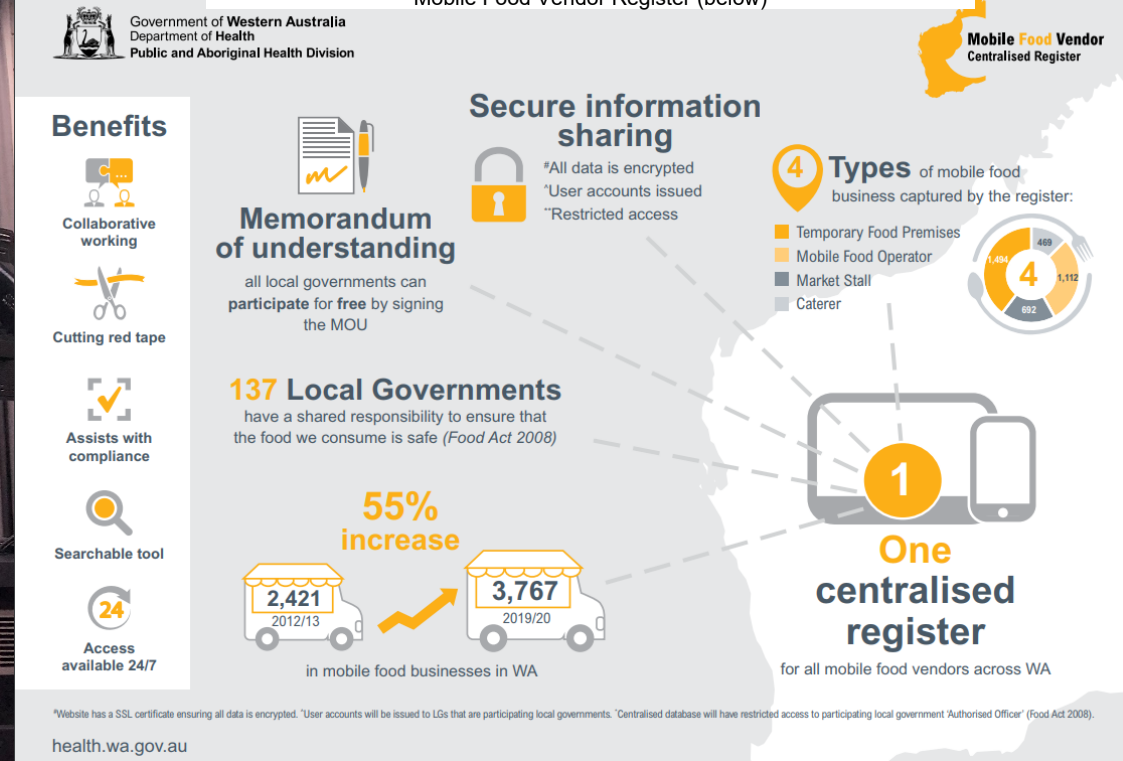 Mobile Food Vendor Register (below)
Government of Western Australia
Department of Health
Public and Aboriginal Health Division
Mobile Food Vendor
Centralised Register
Benefits
Collaborative
working
Cutting red tape
Assists with
compliance
Searchable tool
24
Access
available 24/7
Memorandum
of understanding
all local governments can
participate for free by signing
the MOU
Secure information
sharing
#All data is encrypted
^User accounts issued
**Restricted access
4 Types of mobile food
business captured by the register:
Temporary Food Premises
Mobile Food Operator
Market Stall
Caterer
469
1,494
4
1,112
692
137 Local Governments
have a shared responsibility to ensure that
the food we consume is safe (Food Act 2008)
55%
increase
2,421
2012/13
3,767
2019/20
in mobile food businesses in WA
1
One
centralised
register
for all mobile food vendors across WA
#Website has a SSL certificate ensuring all data is encrypted. ^User accounts will be issued to LGs that are participating local governments. ^Centralised database will have restricted access to participating local government 'Authorised Officer' (Food Act 2008).
health.wa.gov.au